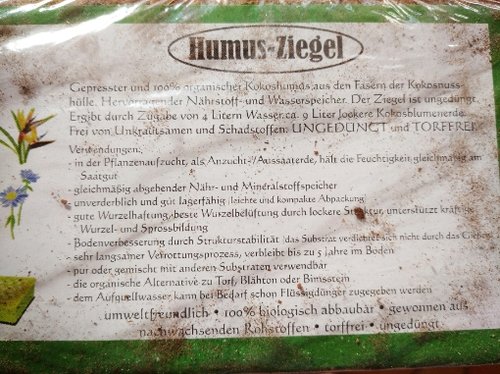 Humus-Ziegel
Gepresster und 100% organischer Kokoshumus aus den Fasern der Kokosnuss-
hülle. Hervorragender Nährstoff- und Wasserspeicher. Der Ziegel ist ungedüngt.
Ergibt durch Zugabe von 4 Litern Wasser ca. 9 Liter lockere Kokosblumenerde.
Frei von Unkrautsamen und Schadstoffen. UNGEDÜNGT und TORFFREI
Verwendungen:
- in der Pflanzenaufzucht, als Anzucht-/Aussaaterde, hält die Feuchtigkeit gleichmäßig am
Saatgut
- gleichmäßig abgebender Nähr- und Mineralstoffspeicher
- unverderblich und gut lagerfähig (leichte und kompakte Abpackung
- gute Wurzelhaftung, beste Wurzelbelüftung durch lockere Struktur, unterstützt kräftige
Wurzel- und Sprossbildung
- Bodenverbesserung durch Strukturstabilität (das Substrat verdichtet sich nicht durch das Gießen
- sehr langsamer Verrottungsprozess, verbleibt bis zu 5 Jahre im Boden
- pur oder gemischt mit anderen Substraten verwendbar
- die organische Alternative zu Torf, Blähton oder Bimsstein
- dem Aufquellwasser kann bei Bedarf schon Flüssigdünger zugegeben werden
umweltfreundlich • 100% biologisch abbaubar • gewonnen aus
nachwachsenden Rohstoffen • torffrei • ungedüngt